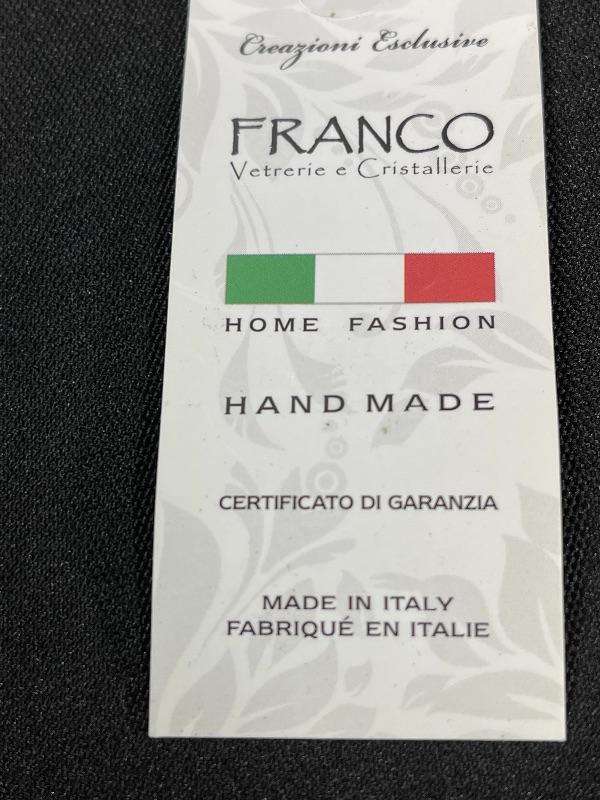 Creazioni Esclusive
FRANCO
Vetrerie e Cristallerie
HOME FASHION
HAND MADE
CERTIFICATO DI GARANZIA
MADE IN ITALY
FABRIQUÉ EN ITALIE